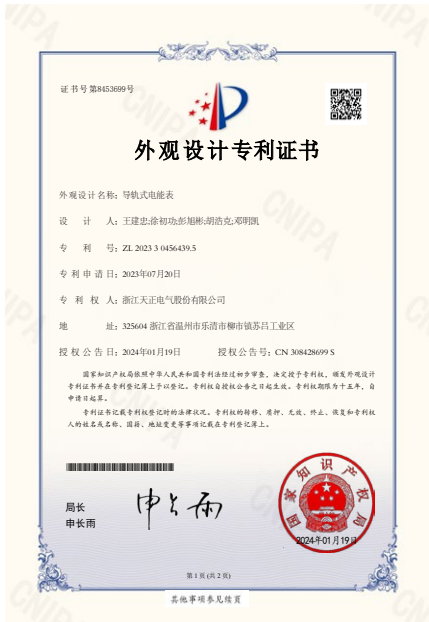 证书号第8453699号
外观设计专利证书
外观设计名称：导轨式电能表
设计人：王建忠;徐初功;彭旭彬;胡浩克;邓明凯
专利号：ZL 2023 3 0456439.5
专利申请日：2023年07月20日
专利权人：浙江天正电气股份有限公司
地址：325604 浙江省温州市乐清市柳市镇苏吕工业区
授权公告日：2024年01月19日 授权公告号：CN 308428699 S
国家知识产权局依照中华人民共和国专利法经过初步审查，决定授予专利权，颁发外观设计
专利证书并在专利登记簿上予以登记。专利权自授权公告之日起生效。专利权期限为十五年，自
申请日起算。
专利证书记载专利权登记时的法律状况。专利权的转移、质押、无效、终止、恢复和专利权
人的姓名或名称、国籍、地址变更等事项记载在专利登记簿上。
局长
申长雨
申长雨
国家知识产权局
2024年01月19日
第 1 页 (共 2 页)
其他事项参见续页
CNIPA
CNIPA
CNIPA
CNIPA
CNIPA